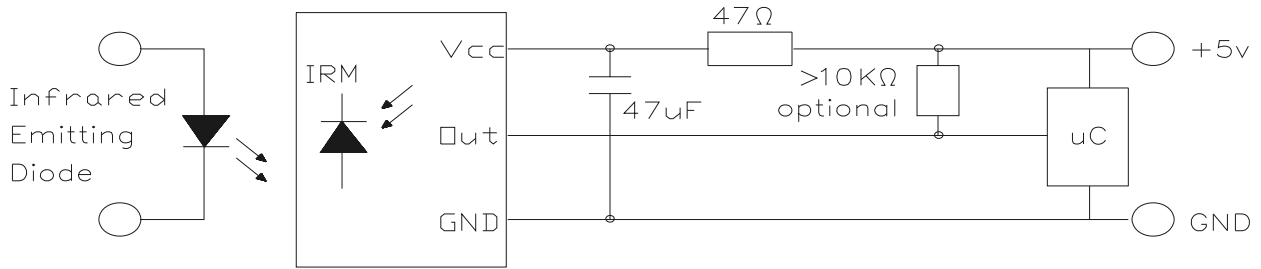 47Ω
Vcc
+5v
IRM
>10KΩ
optional
Infrared
Emitting
Diode
47uF
Out
uC
GND
GND